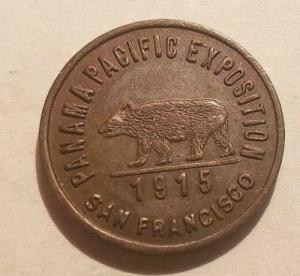 PANAMA PACIFIC EXPOSITION
1915
SAN FRANCISCO